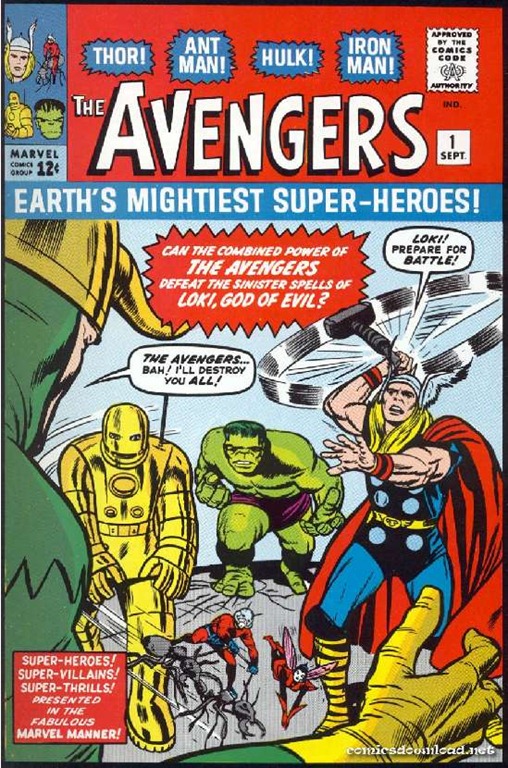 THOR!
ANT
MAN!
HULK!
IRON
MAN!
APPROVED
BY THE
COMICS
CODE
CA
AUTHORITY
IND.
THE AVENGERS
1
SEPT.
MARVEL
COMICS
GROUP 12¢
EARTH'S MIGHTIEST SUPER-HEROES!
CAN THE COMBINED POWER OF
THE AVENGERS
DEFEAT THE SINISTER SPELLS OF
LOKI, GOD OF EVIL?
LOKI!
PREPARE FOR
BATTLE!
THE AVENGERS...
BAH! I'LL DESTROY
YOU ALL!
SUPER-HEROES!
SUPER-VILLAINS!
SUPER-THRILLS!
PRESENTED
IN THE
FABULOUS
MARVEL MANNER!
comicsdownload.net